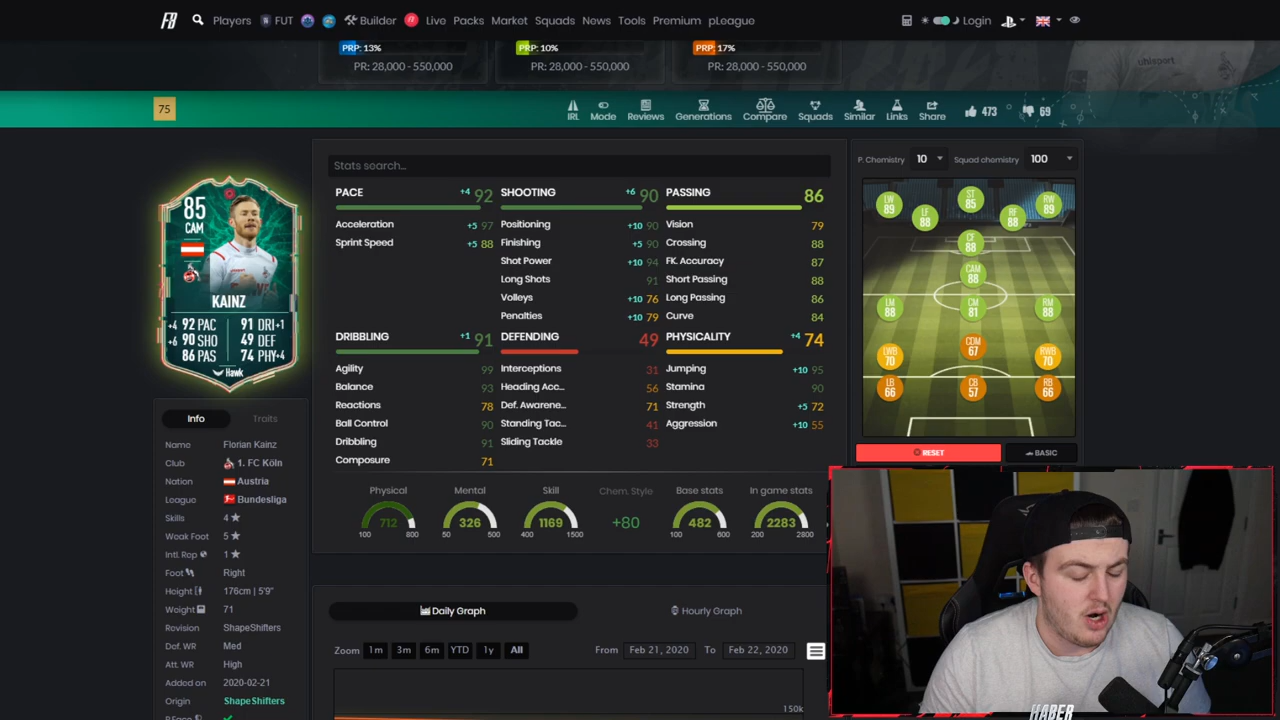 FB Players FUT Builder Live Packs Market Squads News Tools Premium pLeague Login
PRP: 13% PRP: 10% PRP: 17%
PR: 28,000 - 550,000 PR: 28,000 - 550,000 PR: 28,000 - 550,000
uhlsport
75 IRL Mode Reviews Generations Compare Squads Similar Links Share 473 69
Stats search...
P. Chemistry 10 Squad chemistry 100
85
CAM
KAINZ
+4 92 PAC 91 DRI +1
+6 90 SHO 49 DEF
86 PAS 74 PHY +4
Hawk
PACE +4 92
Acceleration +5 97
Sprint Speed +5 88
SHOOTING +6 90
Positioning +10 90
Finishing +5 90
Shot Power +10 94
Long Shots 91
Volleys +10 76
Penalties +10 79
PASSING 86
Vision 79
Crossing 88
FK. Accuracy 87
Short Passing 88
Long Passing 86
Curve 84
DRIBBLING +1 91
Agility 99
Balance 93
Reactions 78
Ball Control 90
Dribbling 91
Composure 71
DEFENDING 49
Interceptions 31
Heading Acc... 56
Def. Awarene... 71
Standing Tac... 41
Sliding Tackle 33
PHYSICALITY +4 74
Jumping +10 95
Stamina 90
Strength +5 72
Aggression +10 55
LW 89
LF 88
ST 85
RF 88
RW 89
CF 88
CAM 88
LM 88
CM 81
RM 88
LWB 70
CDM 67
RWB 70
LB 66
CB 57
RB 66
RESET BASIC
Info Traits
Name Florian Kainz
Club 1. FC Köln
Nation Austria
League Bundesliga
Skills 4 ★
Weak Foot 5 ★
Intl. Rep 1 ★
Foot Right
Height 176cm | 5'9"
Weight 71
Revision ShapeShifters
Def. WR Med
Att. WR High
Added on 2020-02-21
Origin ShapeShifters
Physical Mental Skill Chem. Style Base stats In game stats
712 326 1169 +80 482 2283
100 800 50 500 400 1500 100 600 200 2800
Daily Graph Hourly Graph
Zoom 1m 3m 6m YTD 1y All From Feb 21, 2020 To Feb 22, 2020
150k
HABER